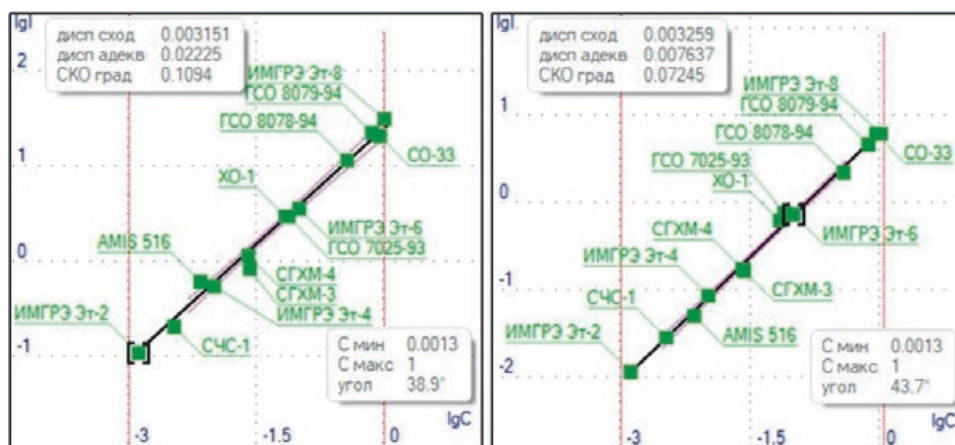 lgI
дисп сход 0.003151
дисп адекв 0.02225
СКО град 0.1094
2
ИМГРЭ Эт-8
ГСО 8079-94
ГСО 8078-94
СО-33
1
ХО-1
ИМГРЭ Эт-6
ГСО 7025-93
AMIS 516
0
СГХМ-4
СГХМ-3
ИМГРЭ Эт-4
ИМГРЭ Эт-2
СЧС-1
-1
С мин 0.0013
С макс 1
угол 38.9°
-3
-1.5
0
lgC
lgI
дисп сход 0.003259
дисп адекв 0.007637
СКО град 0.07245
ИМГРЭ Эт-8
ГСО 8079-94
1
ГСО 8078-94
СО-33
ГСО 7025-93
ХО-1
0
СГХМ-4
ИМГРЭ Эт-6
ИМГРЭ Эт-4
СГХМ-3
-1
СЧС-1
AMIS 516
ИМГРЭ Эт-2
-2
С мин 0.0013
С макс 1
угол 43.7°
-3
-1.5
0
lgC